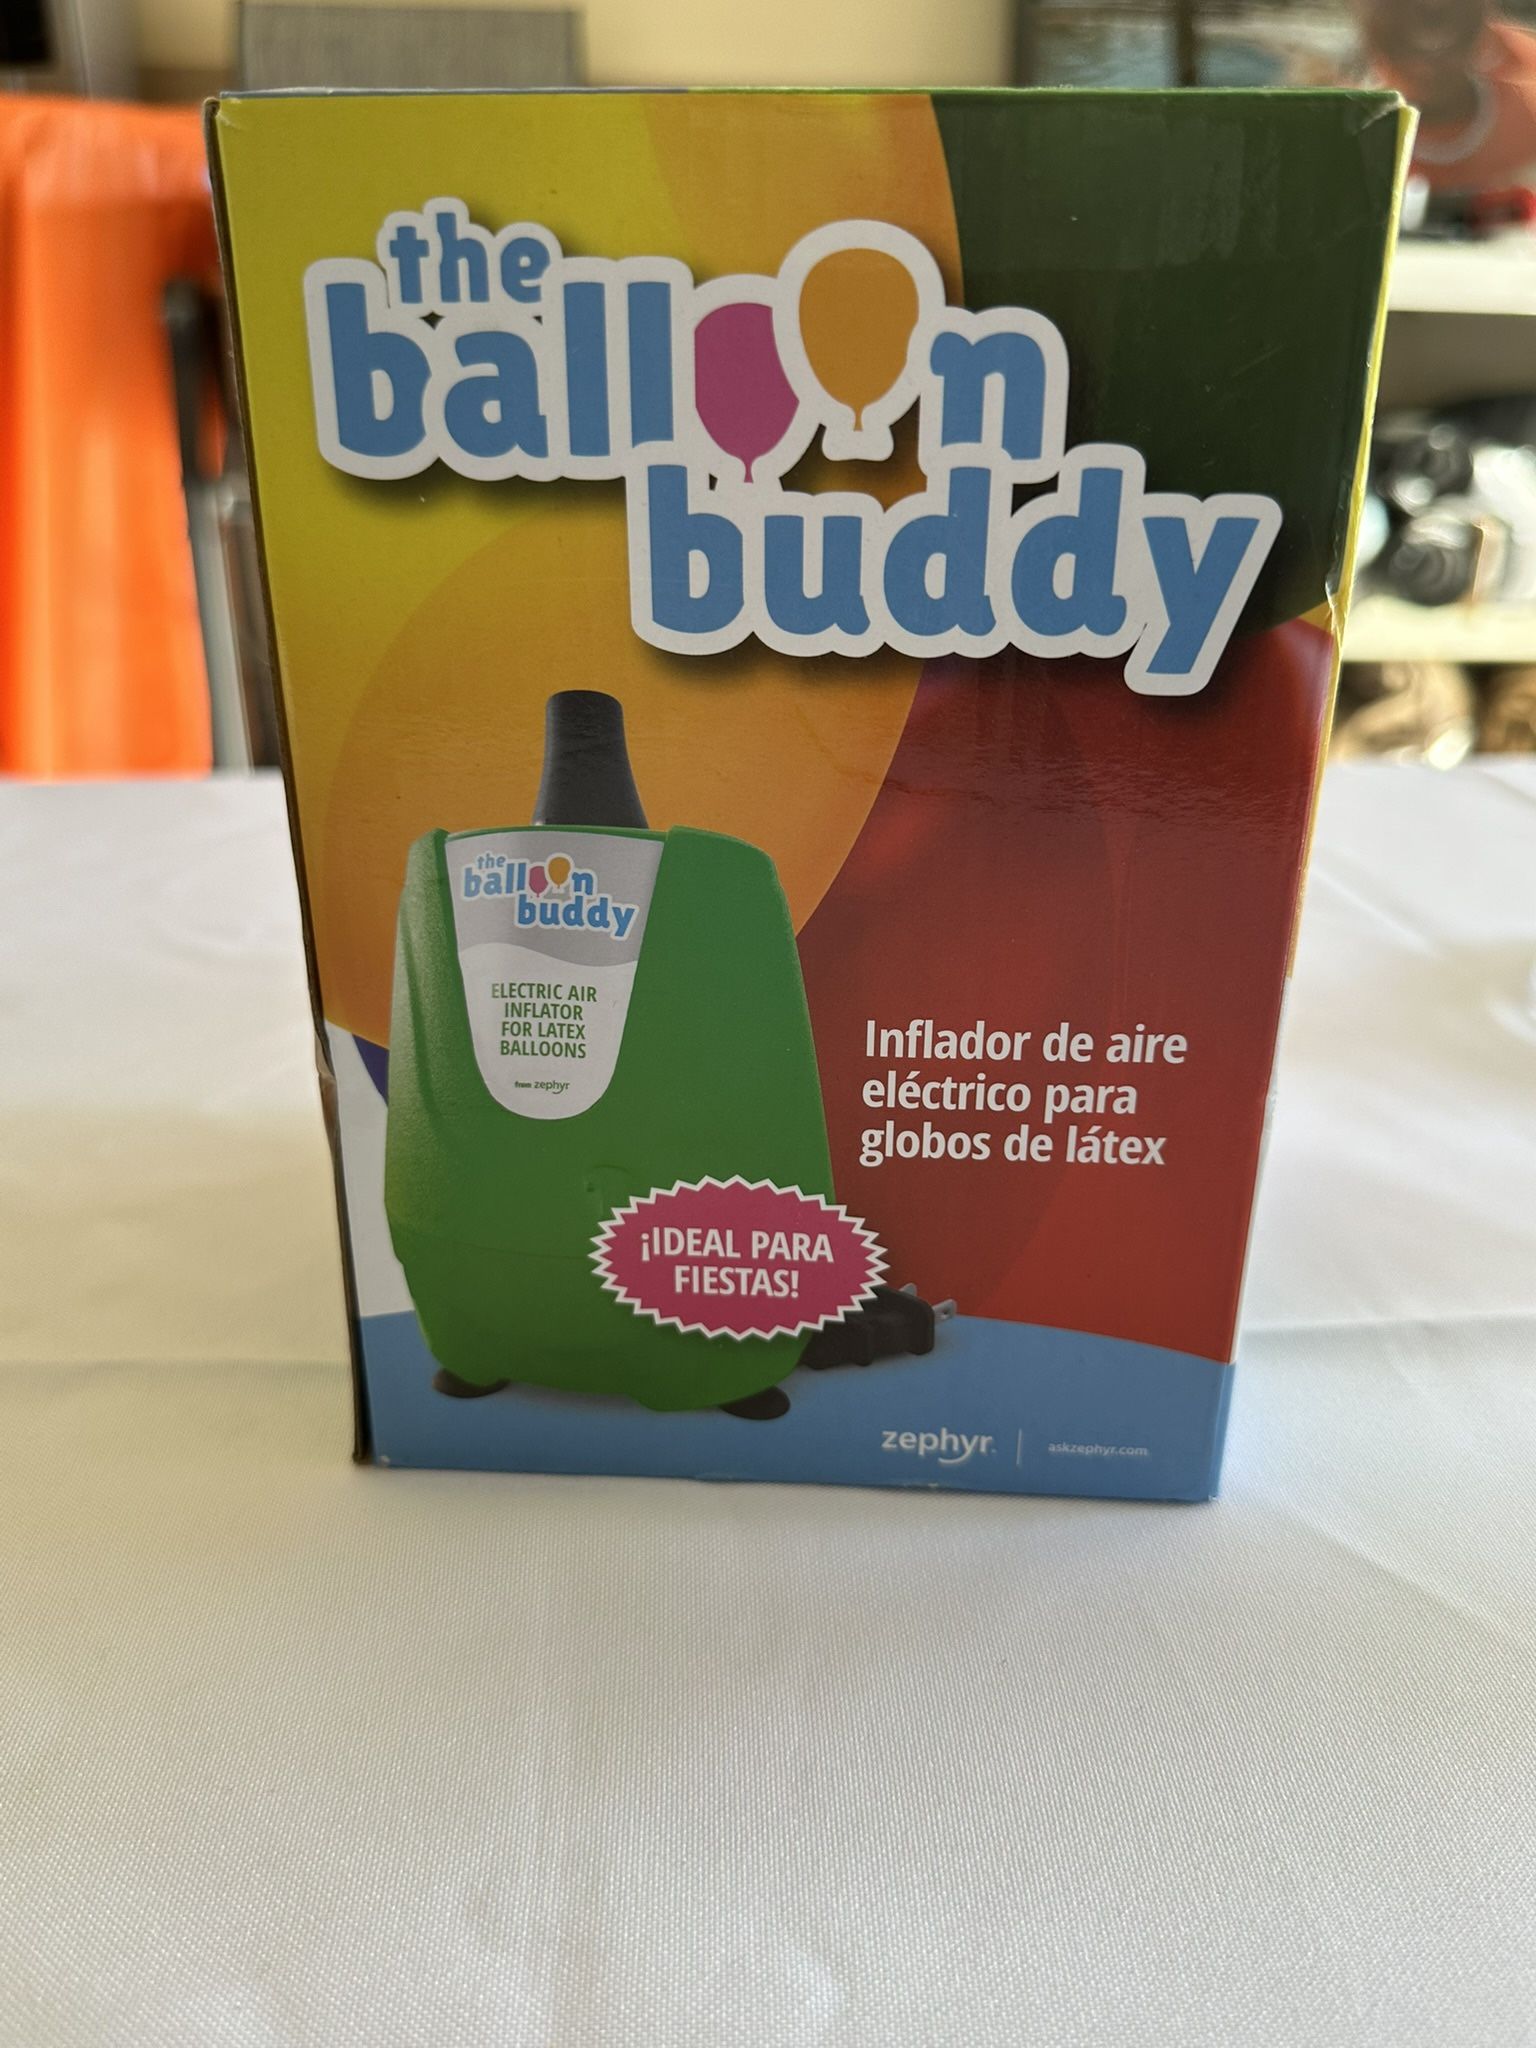 the
balloon
buddy
the
balloon
buddy
ELECTRIC AIR
INFLATOR
FOR LATEX
BALLOONS
from zephyr
Inflador de aire
eléctrico para
globos de látex
¡IDEAL PARA
FIESTAS!
zephyr. | askzephyr.com